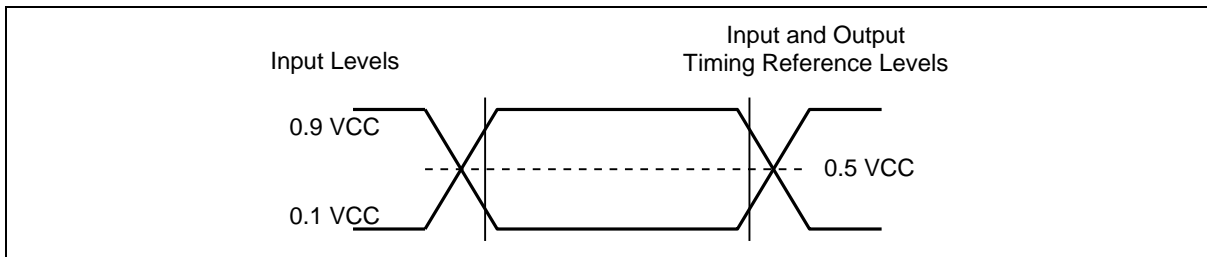 Input Levels
Input and Output
Timing Reference Levels
0.9 VCC
0.5 VCC
0.1 VCC